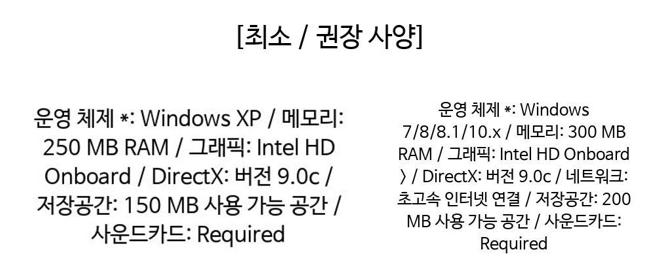 [최소 / 권장 사양]
운영 체제 *: Windows XP / 메모리:
250 MB RAM / 그래픽: Intel HD
Onboard / DirectX: 버전 9.0c /
저장공간: 150 MB 사용 가능 공간 /
사운드카드: Required
운영 체제 *: Windows
7/8/8.1/10.x / 메모리: 300 MB
RAM / 그래픽: Intel HD Onboard
> / DirectX: 버전 9.0c / 네트워크:
초고속 인터넷 연결 / 저장공간: 200
MB 사용 가능 공간 / 사운드카드:
Required